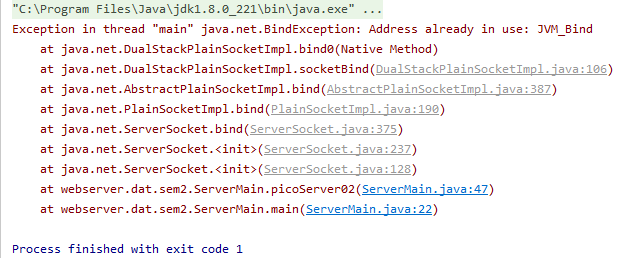 "C:\Program Files\Java\jdk1.8.0_221\bin\java.exe" ...
Exception in thread "main" java.net.BindException: Address already in use: JVM_Bind
at java.net.DualStackPlainSocketImpl.bind0(Native Method)
at java.net.DualStackPlainSocketImpl.socketBind(DualStackPlainSocketImpl.java:106)
at java.net.AbstractPlainSocketImpl.bind(AbstractPlainSocketImpl.java:387)
at java.net.PlainSocketImpl.bind(PlainSocketImpl.java:190)
at java.net.ServerSocket.bind(ServerSocket.java:375)
at java.net.ServerSocket.<init>(ServerSocket.java:237)
at java.net.ServerSocket.<init>(ServerSocket.java:128)
at webserver.dat.sem2.ServerMain.picoServer02(ServerMain.java:47)
at webserver.dat.sem2.ServerMain.main(ServerMain.java:22)
Process finished with exit code 1